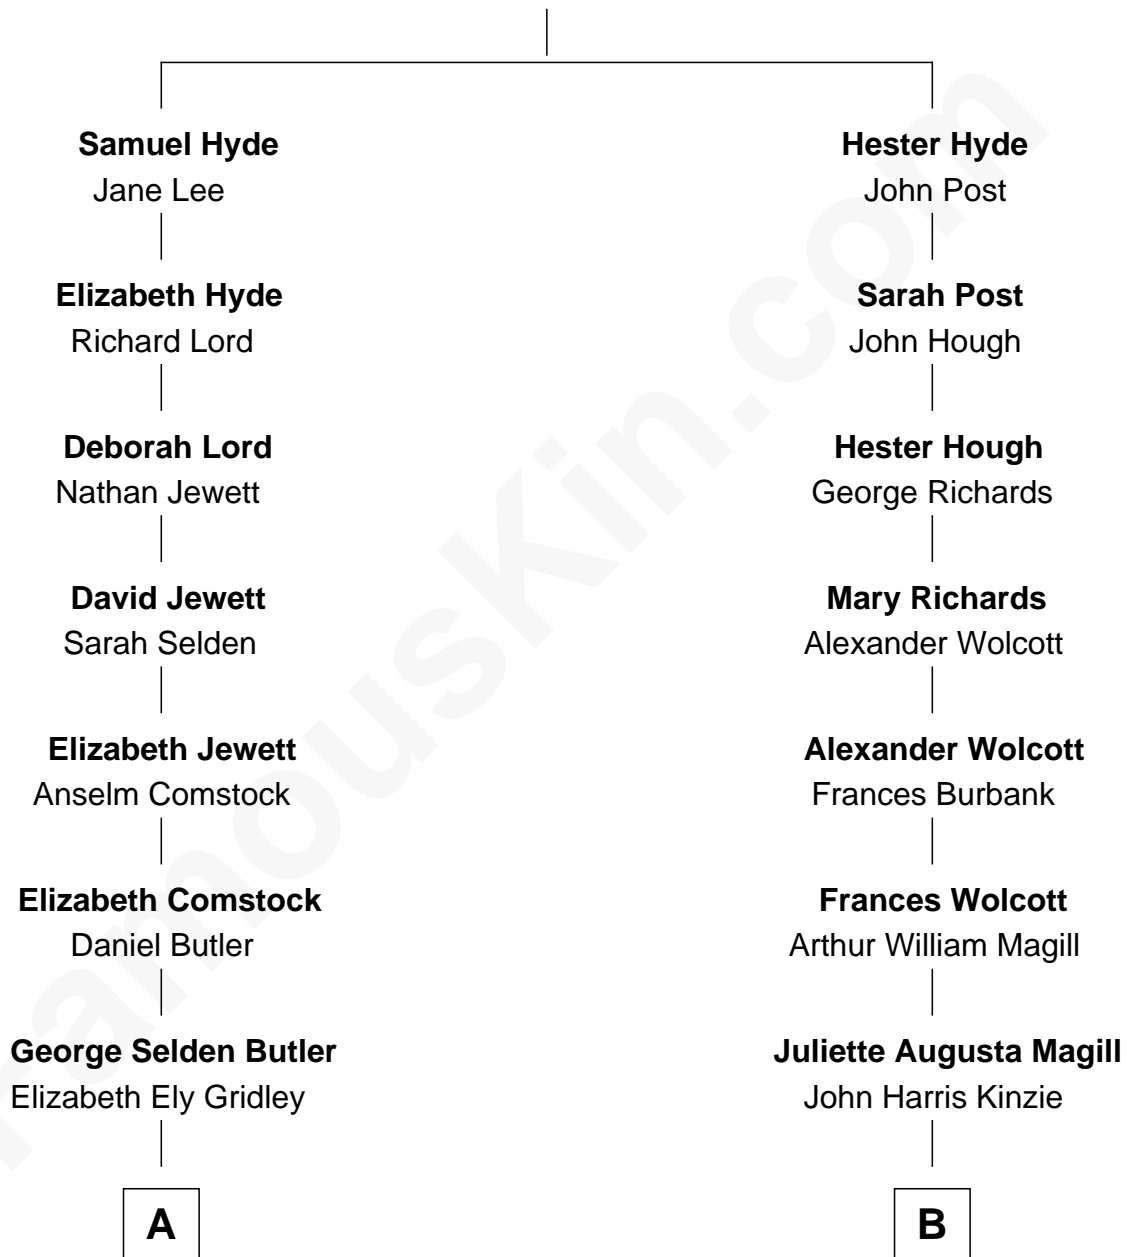 Samuel Hyde
Jane Lee
Hester Hyde
John Post
Elizabeth Hyde
Richard Lord
Sarah Post
John Hough
Deborah Lord
Nathan Jewett
Hester Hough
George Richards
David Jewett
Sarah Selden
Mary Richards
Alexander Wolcott
Elizabeth Jewett
Anselm Comstock
Alexander Wolcott
Frances Burbank
Elizabeth Comstock
Daniel Butler
Frances Wolcott
Arthur William Magill
George Selden Butler
Elizabeth Ely Gridley
Juliette Augusta Magill
John Harris Kinzie
A
B
FamousKin.com